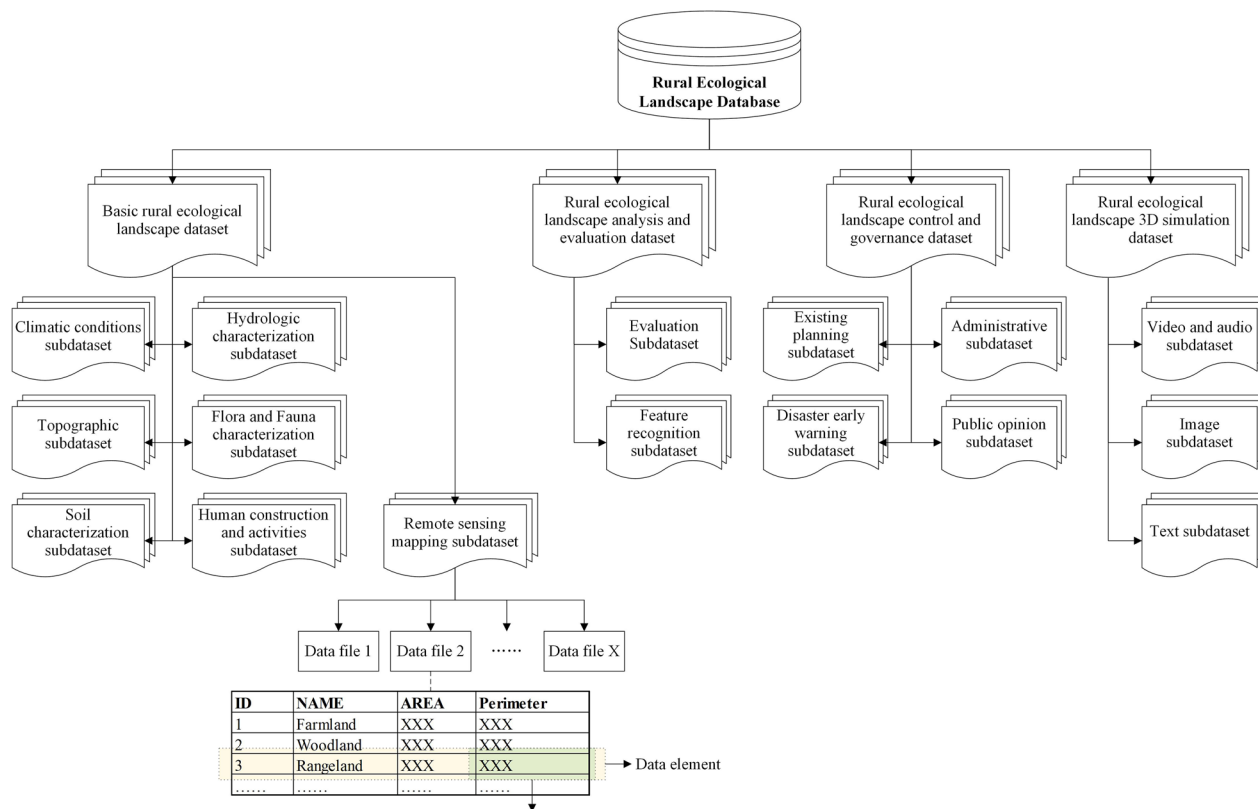 Rural Ecological
Landscape Database
Basic rural ecological
landscape dataset
Rural ecological
landscape analysis and
evaluation dataset
Rural ecological
landscape control and
governance dataset
Rural ecological
landscape 3D simulation
dataset
Climatic conditions
subdataset
Hydrologic
characterization
subdataset
Evaluation
Subdataset
Existing
planning
subdataset
Administrative
subdataset
Video and audio
subdataset
Topographic
subdataset
Flora and Fauna
characterization
subdataset
Feature
recognition
subdataset
Disaster early
warning
subdataset
Public opinion
subdataset
Image
subdataset
Soil
characterization
subdataset
Human construction
and activities
subdataset
Remote sensing
mapping subdataset
Text subdataset
Data file 1
Data file 2
……
Data file X
ID NAME AREA Perimeter
1 Farmland XXX XXX
2 Woodland XXX XXX
3 Rangeland XXX XXX
…… …… …… ……
Data element